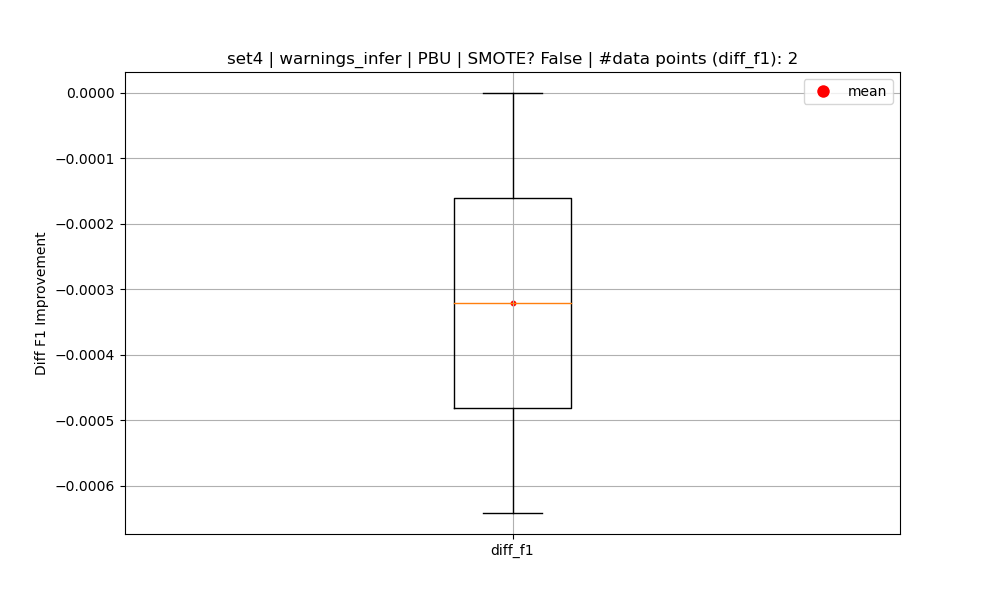 set4 | warnings_infer | PBU | SMOTE? False | #data points (diff_f1): 2
mean
0.0000
−0.0001
−0.0002
−0.0003
−0.0004
−0.0005
−0.0006
Diff F1 Improvement
diff_f1